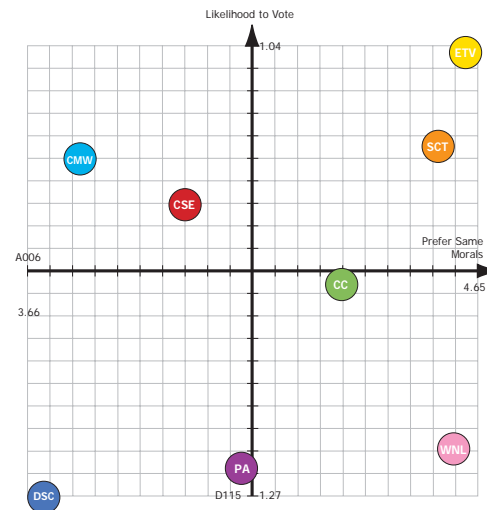 Likelihood to Vote
1.04
ETV
SCT
CMW
CSE
Prefer Same
Morals
A006
CC
4.65
3.66
WNL
PA
DSC
D115
1.27